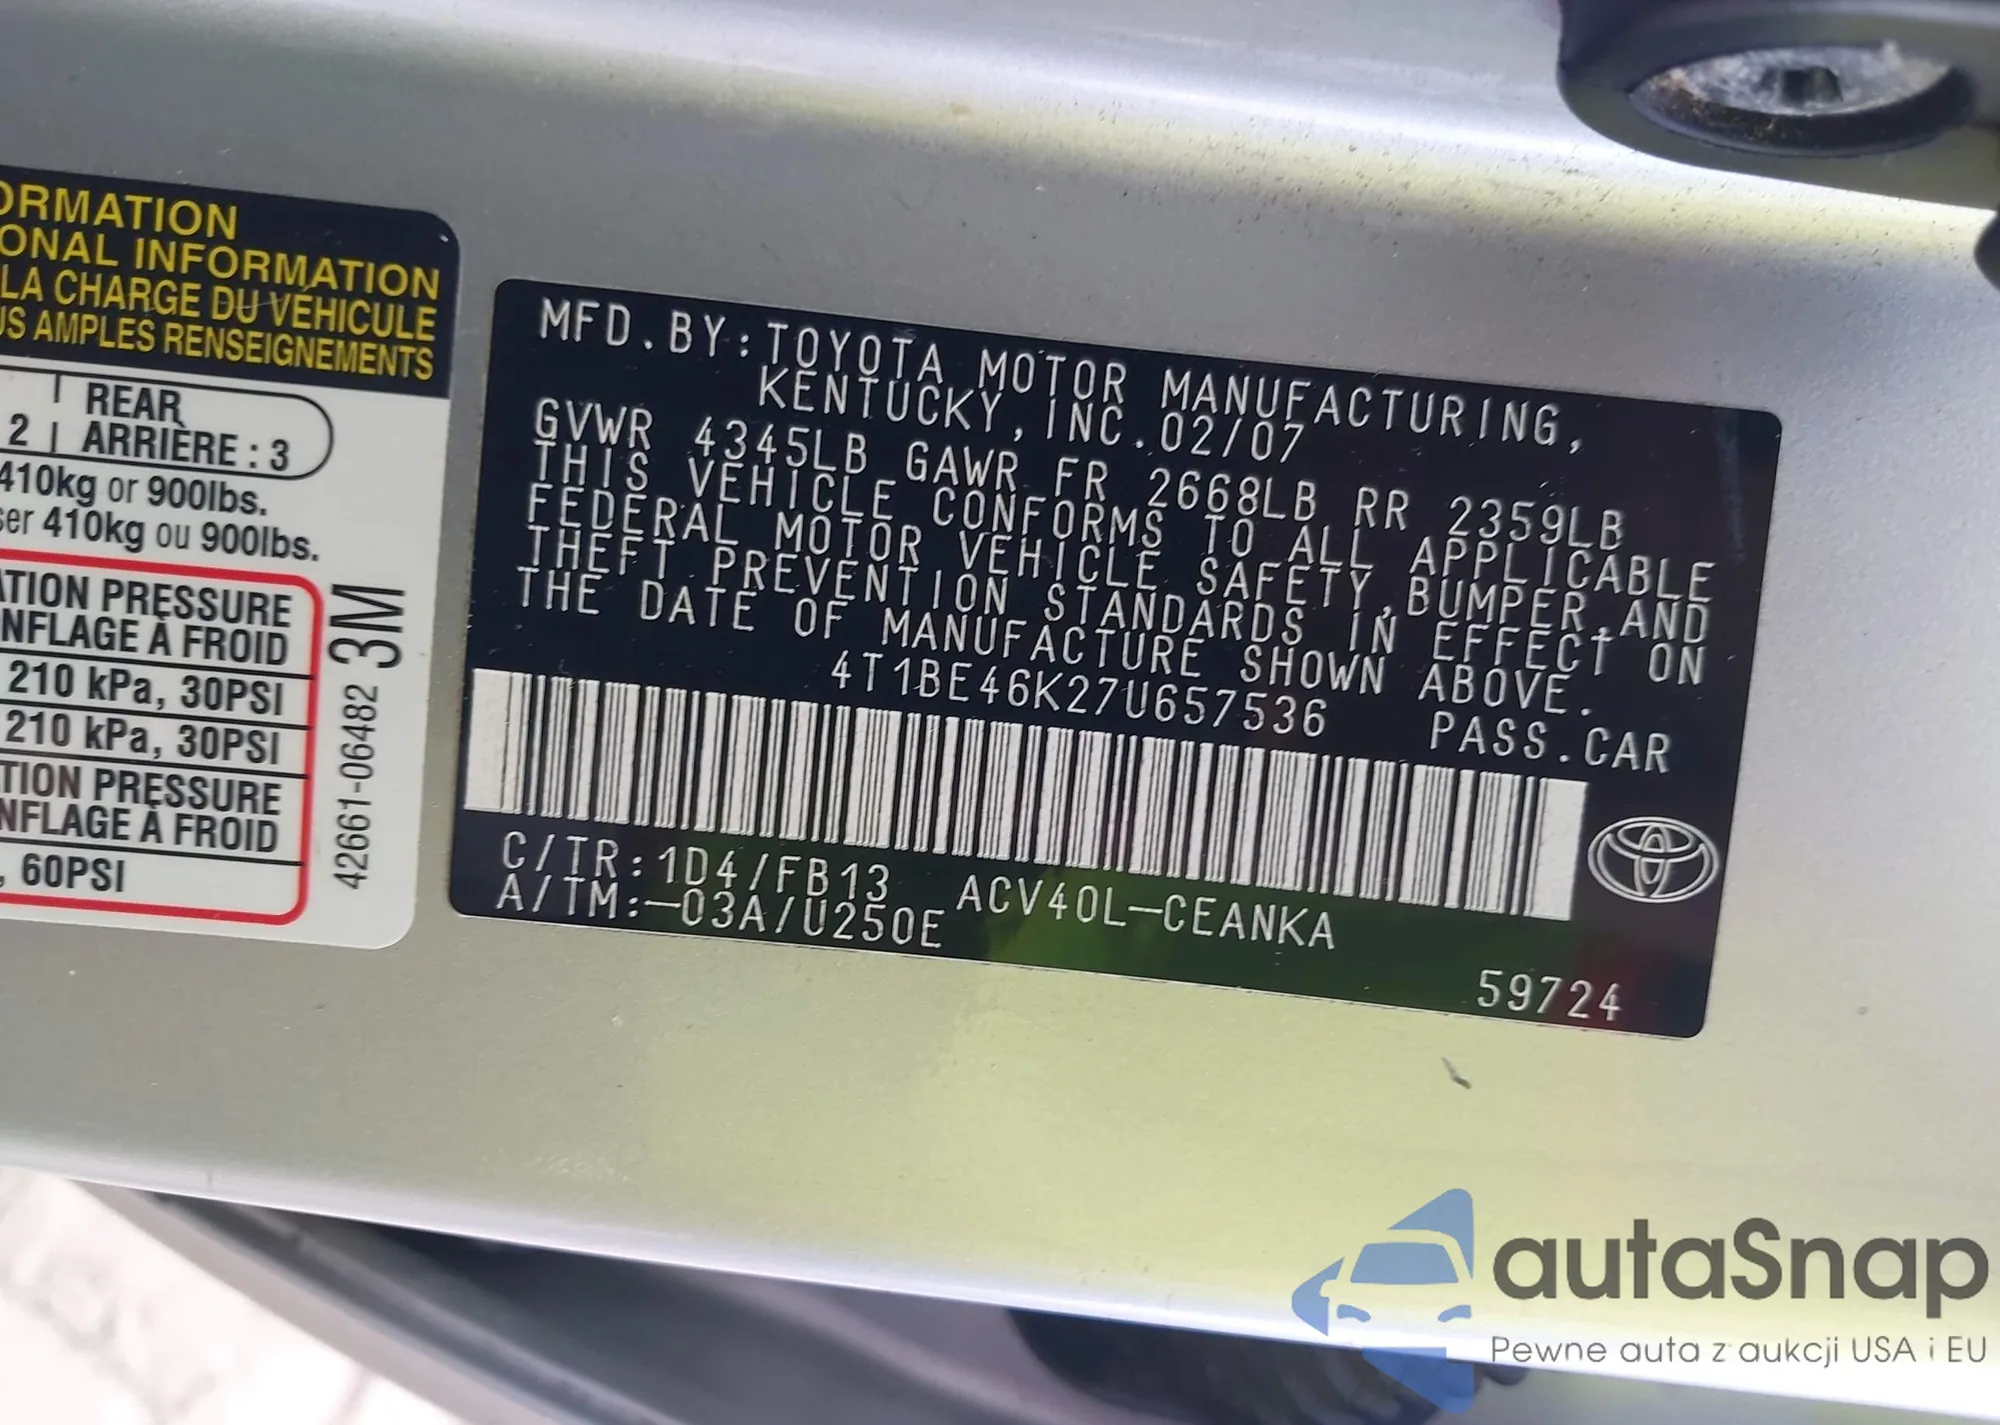 ORMATION
ONAL INFORMATION
LA CHARGE DU VÉHICULE
US AMPLES RENSEIGNEMENTS
REAR
2 ARRIÈRE : 3
410kg or 900lbs.
ser 410kg ou 900lbs.
ATION PRESSURE
NFLAGE À FROID
210 kPa, 30PSI
210 kPa, 30PSI
TION PRESSURE
NFLAGE À FROID
, 60PSI
42661-06482 3M
MFD.BY:TOYOTA MOTOR MANUFACTURING,
KENTUCKY,INC.02/07
GVWR 4345LB GAWR FR 2668LB RR 2359LB
THIS VEHICLE CONFORMS TO ALL APPLICABLE
FEDERAL MOTOR VEHICLE SAFETY,BUMPER,AND
THEFT PREVENTION STANDARDS IN EFFECT ON
THE DATE OF MANUFACTURE SHOWN ABOVE.
4T1BE46K27U657536 PASS.CAR
C/TR:1D4/FB13 ACV40L-CEANKA
A/TM:-03A/U250E
59724
autaSnap
Pewne auta z aukcji USA i EU